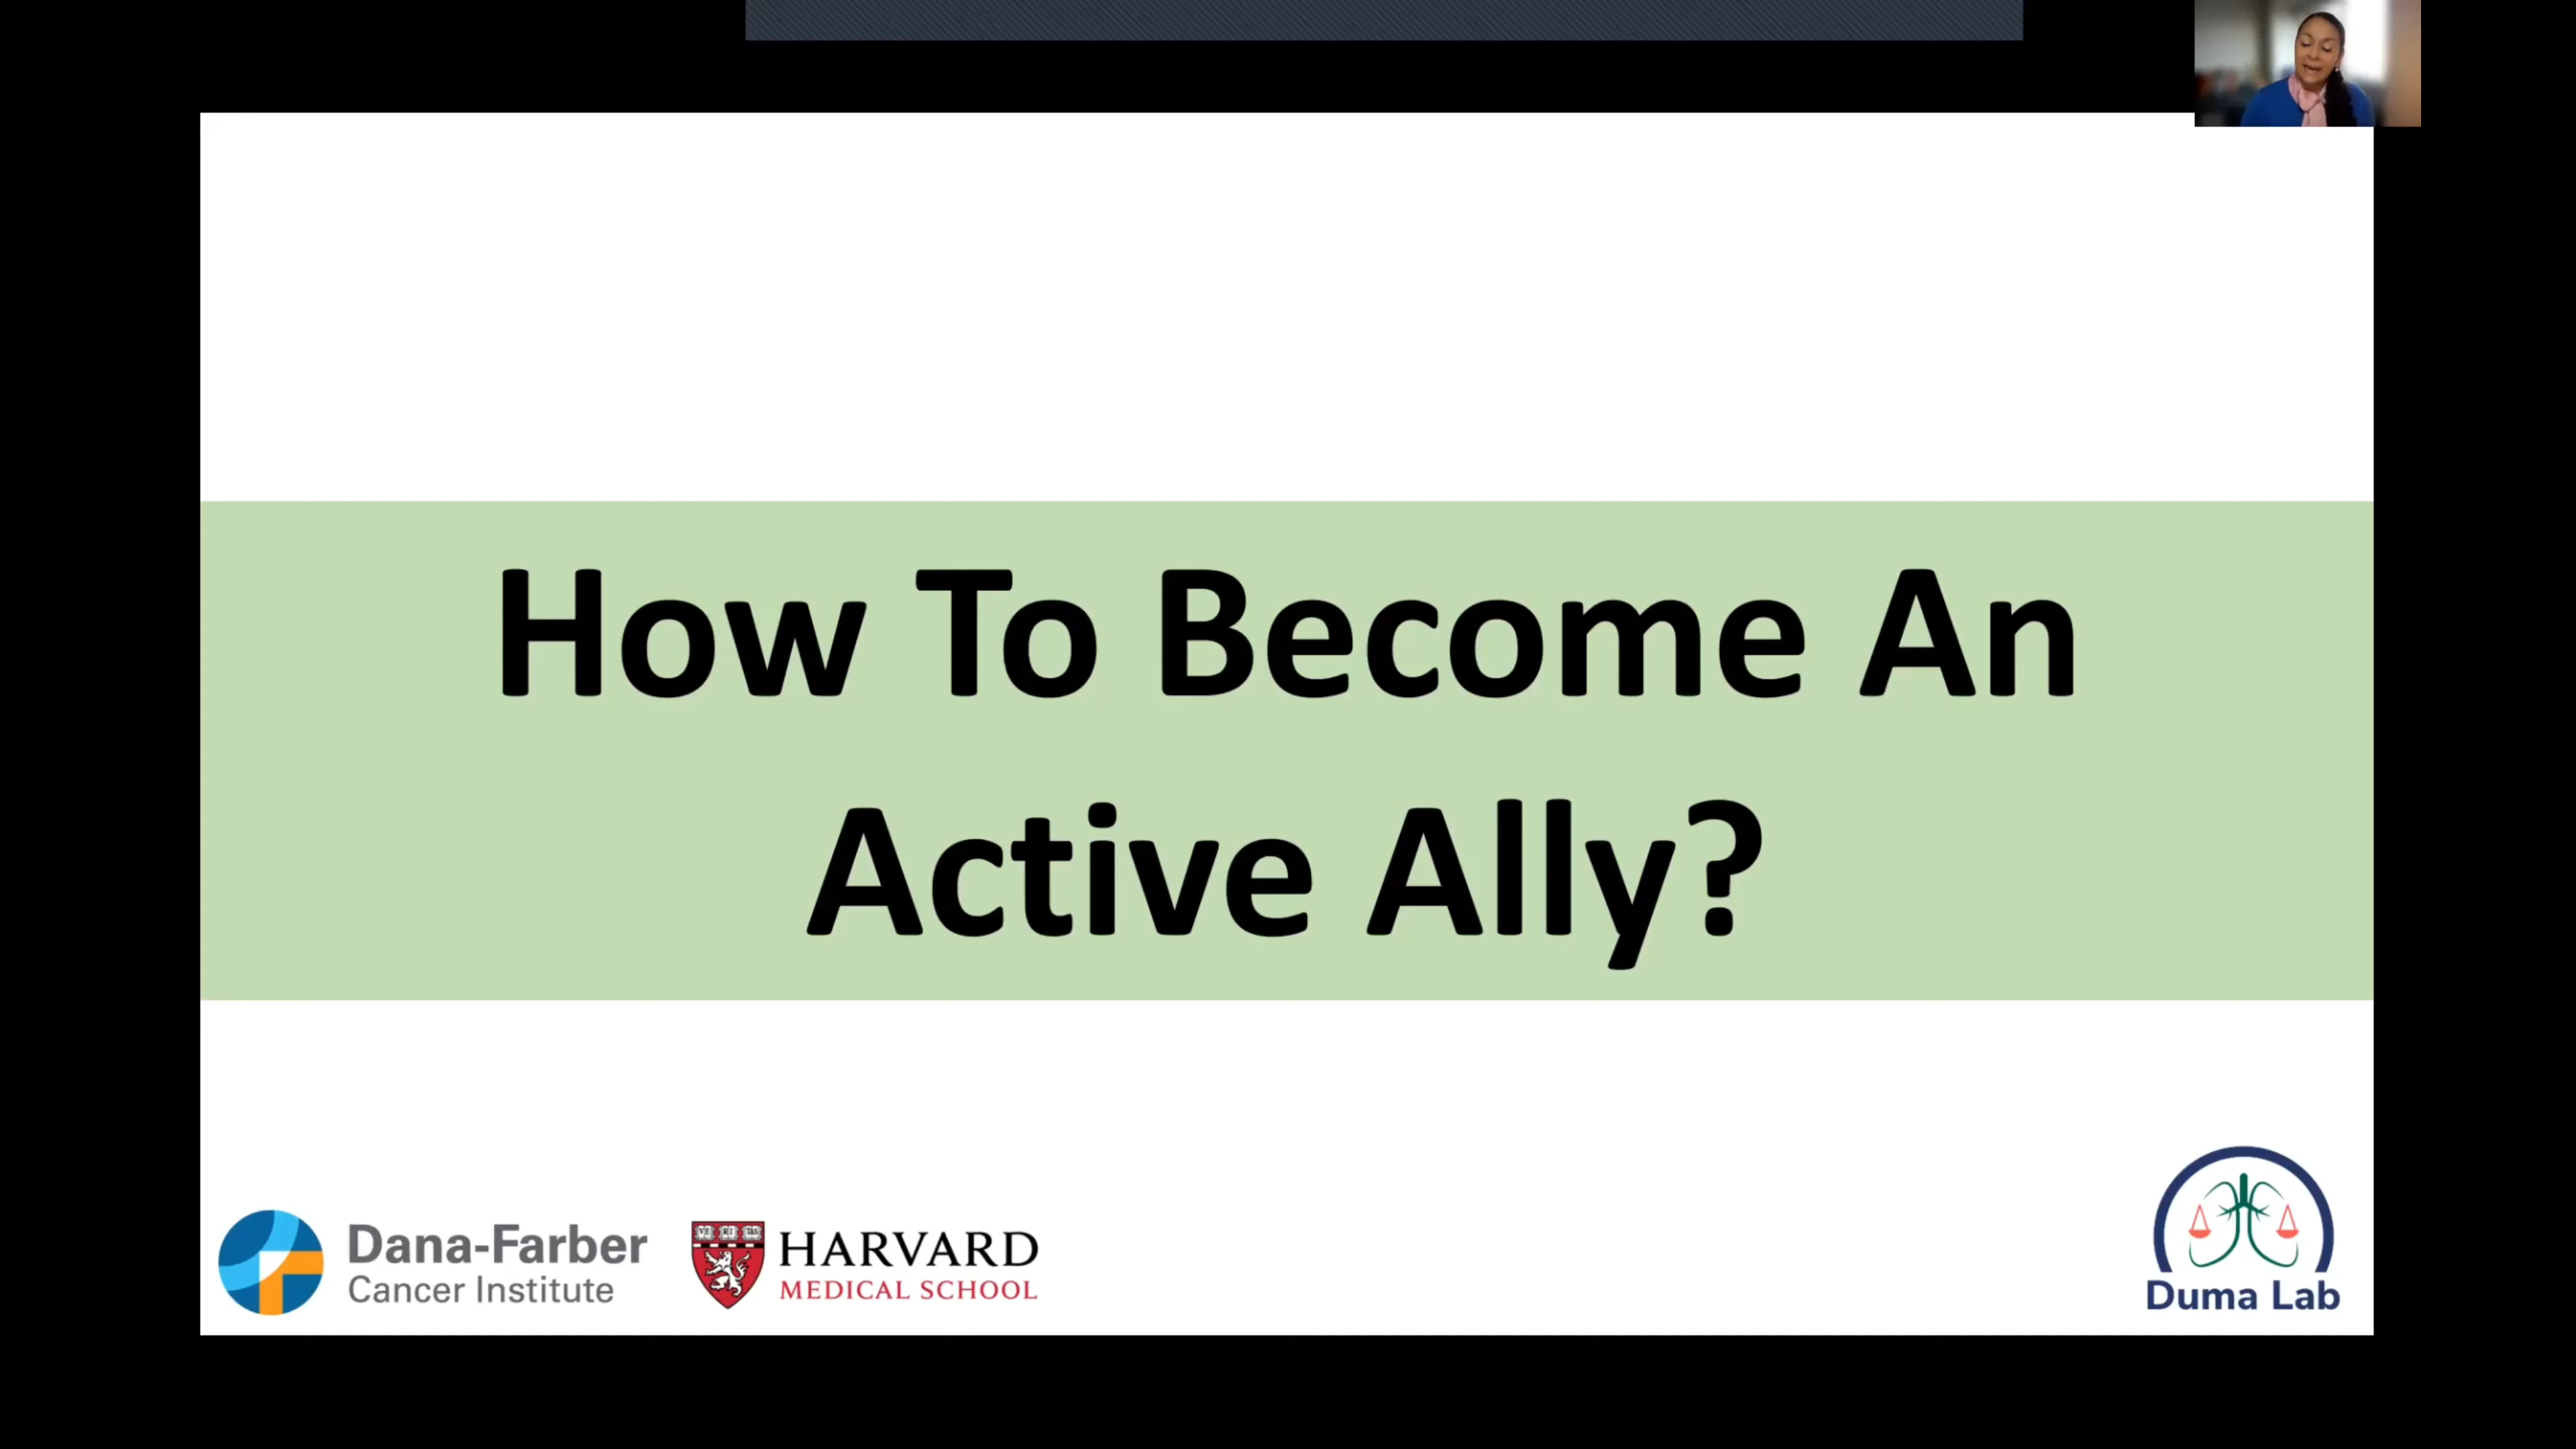 How To Become An
Active Ally?
Dana-Farber
Cancer Institute
HARVARD
MEDICAL SCHOOL
Duma Lab